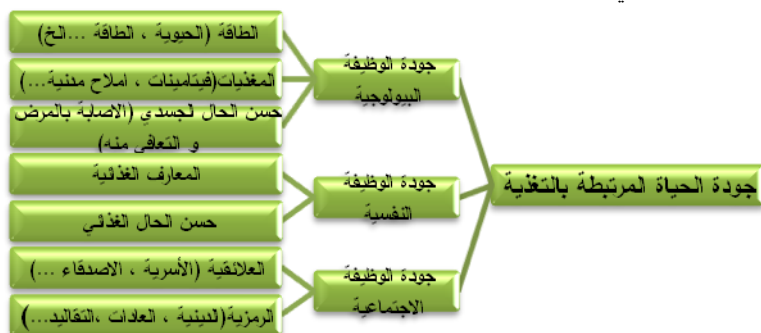 جودة الحياة المرتبطة بالتغذية
جودة الوظيفة
البيولوجية
الطاقة (الحيوية ، الطاقة ...الخ)
المغذيات(فيتامينات ، املاح مدنية...)
حسن الحال لجسدي (الاصابة بالمرض
و التعافي منه)
جودة الوظيفة
النفسية
المعارف الغذائية
حسن الحال الغذائي
جودة الوظيفة
الاجتماعية
العلائقية (الأسرية ، الاصدقاء ...)
الرمزية(لدينية ، العادات ،التقاليد...)